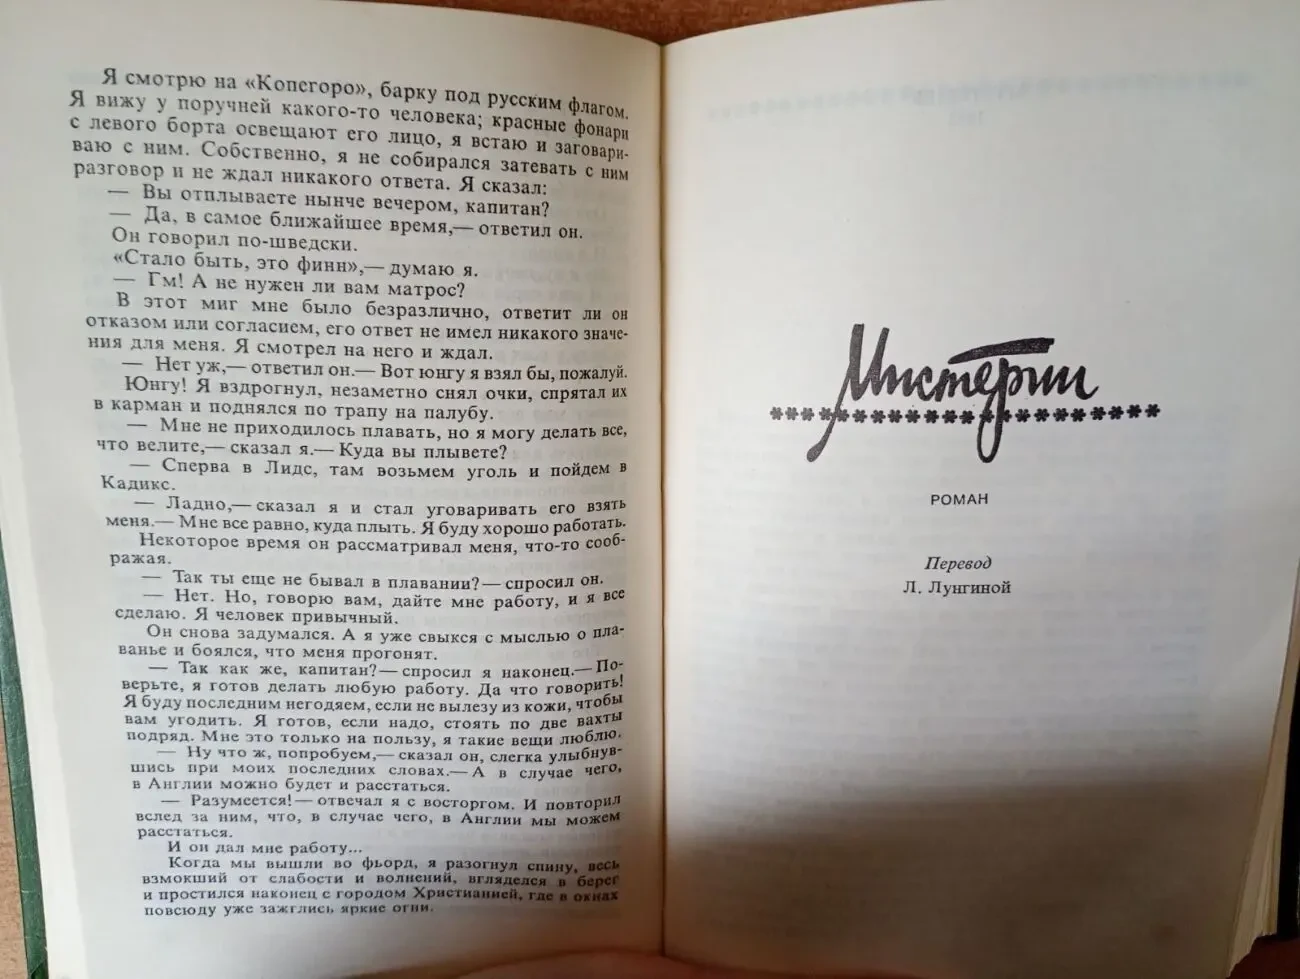 Я смотрю на «Копегоро», барку под русским флагом.
Я вижу у поручней какого-то человека; красные фонари
с левого борта освещают его лицо, я встаю и заговари-
ваю с ним. Собственно, я не собирался затевать с ним
разговор и не ждал никакого ответа. Я сказал:
— Вы отплываете нынче вечером, капитан?
— Да, в самое ближайшее время,— ответил он.
Он говорил по-шведски.
«Стало быть, это финн»,— думаю я.
— Гм! А не нужен ли вам матрос?
В этот миг мне было безразлично, ответит ли он
отказом или согласием, его ответ не имел никакого значе-
ния для меня. Я смотрел на него и ждал.
— Нет уж,— ответил он.— Вот юнгу я взял бы, пожалуй.
Юнгу! Я вздрогнул, незаметно снял очки, спрятал их
в карман и поднялся по трапу на палубу.
— Мне не приходилось плавать, но я могу делать все,
что велите,— сказал я.— Куда вы плывете?
— Сперва в Лидс, там возьмем уголь и пойдем в
Кадикс.
— Ладно,— сказал я и стал уговаривать его взять
меня.— Мне все равно, куда плыть. Я буду хорошо работать.
Некоторое время он рассматривал меня, что-то сооб-
ражая.
— Так ты еще не бывал в плавании?— спросил он.
— Нет. Но, говорю вам, дайте мне работу, и я все
сделаю. Я человек привычный.
Он снова задумался. А я уже свыкся с мыслью о пла-
ванье и боялся, что меня прогонят.
— Так как же, капитан?— спросил я наконец.— По-
верьте, я готов делать любую работу. Да что говорить!
Я буду последним негодяем, если не вылезу из кожи, чтобы
вам угодить. Я готов, если надо, стоять по две вахты
подряд. Мне это только на пользу, я такие вещи люблю.
— Ну что ж, попробуем,— сказал он, слегка улыбнув-
шись при моих последних словах.— А в случае чего,
в Англии можно будет и расстаться.
— Разумеется!— отвечал я с восторгом. И повторил
вслед за ним, что, в случае чего, в Англии мы можем
расстаться.
И он дал мне работу...
Когда мы вышли во фьорд, я разогнул спину, весь
взмокший от слабости и волнений, вгляделся в берег
и простился наконец с городом Христианией, где в окнах
повсюду уже зажглись яркие огни.
Мистерии
РОМАН
Перевод
Л. Лунгиной